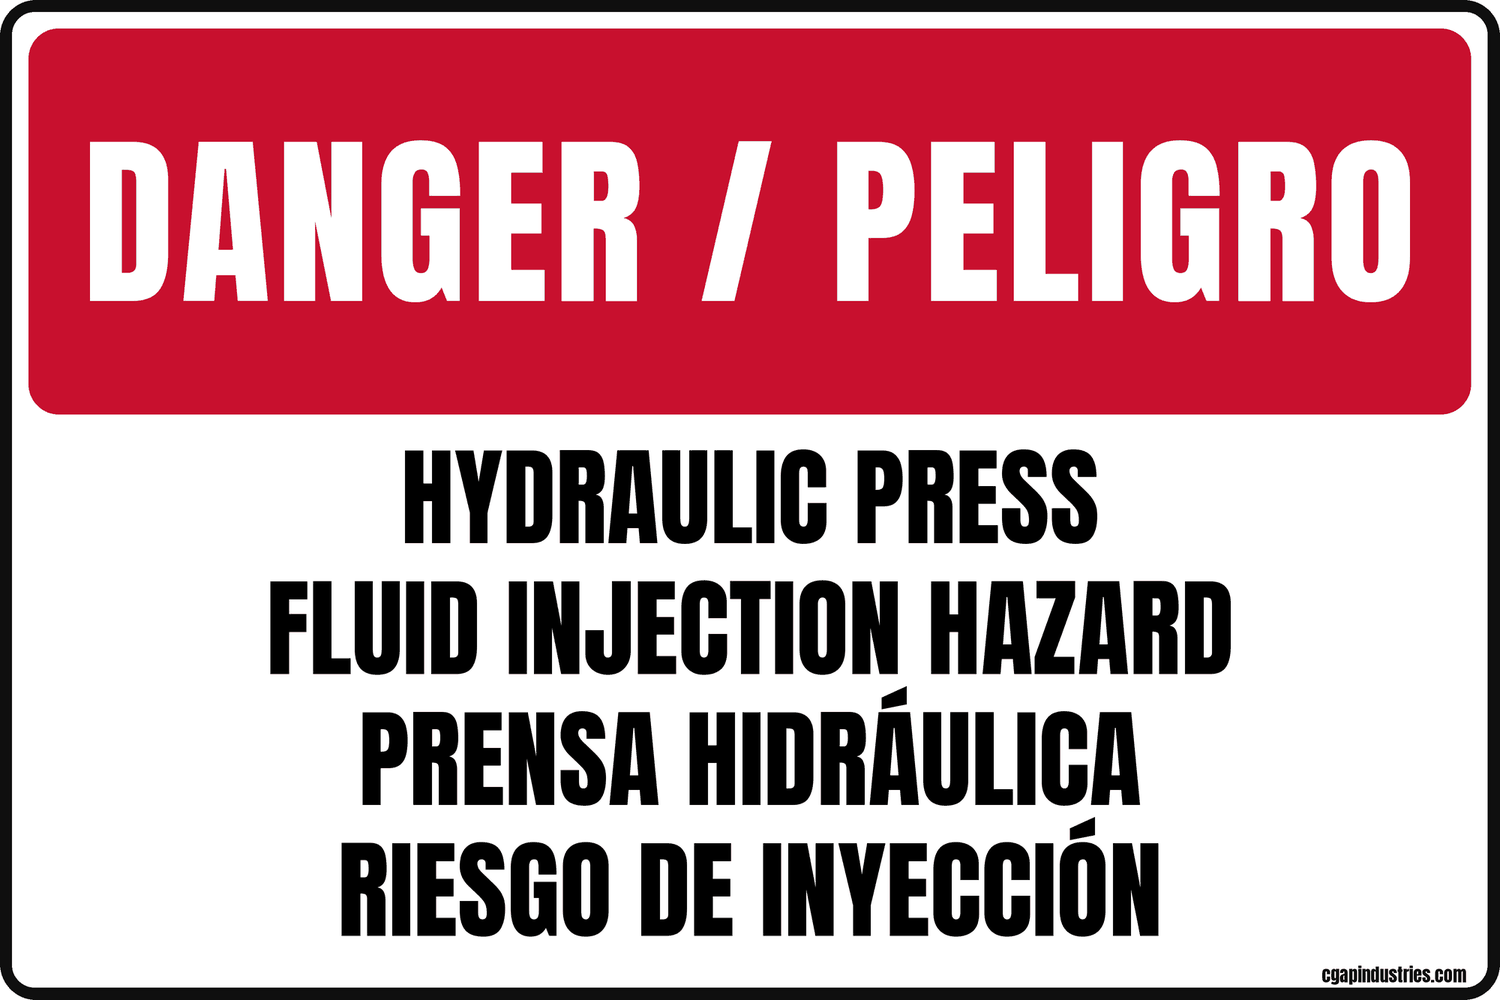 DANGER / PELIGRO
HYDRAULIC PRESS
FLUID INJECTION HAZARD
PRENSA HIDRÁULICA
RIESGO DE INYECCIÓN
cgapindustries.com